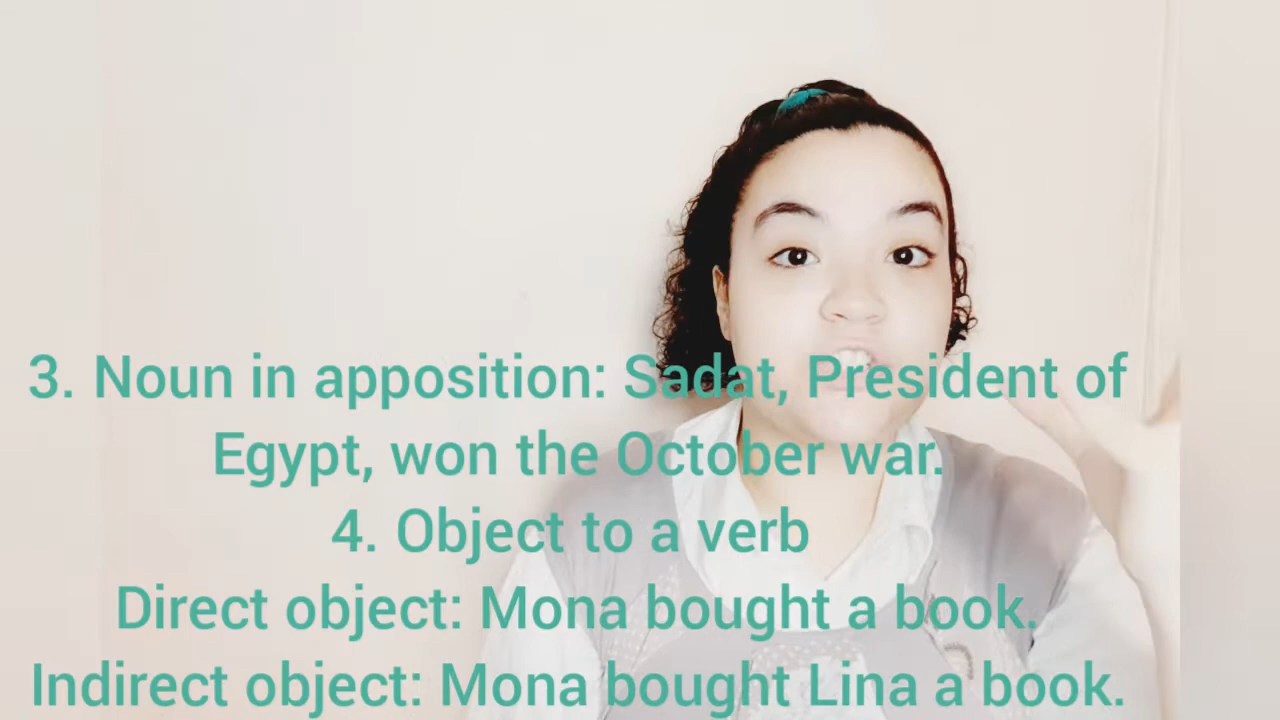 3. Noun in apposition: Sadat, President of
Egypt, won the October war.
4. Object to a verb
Direct object: Mona bought a book.
Indirect object: Mona bought Lina a book.